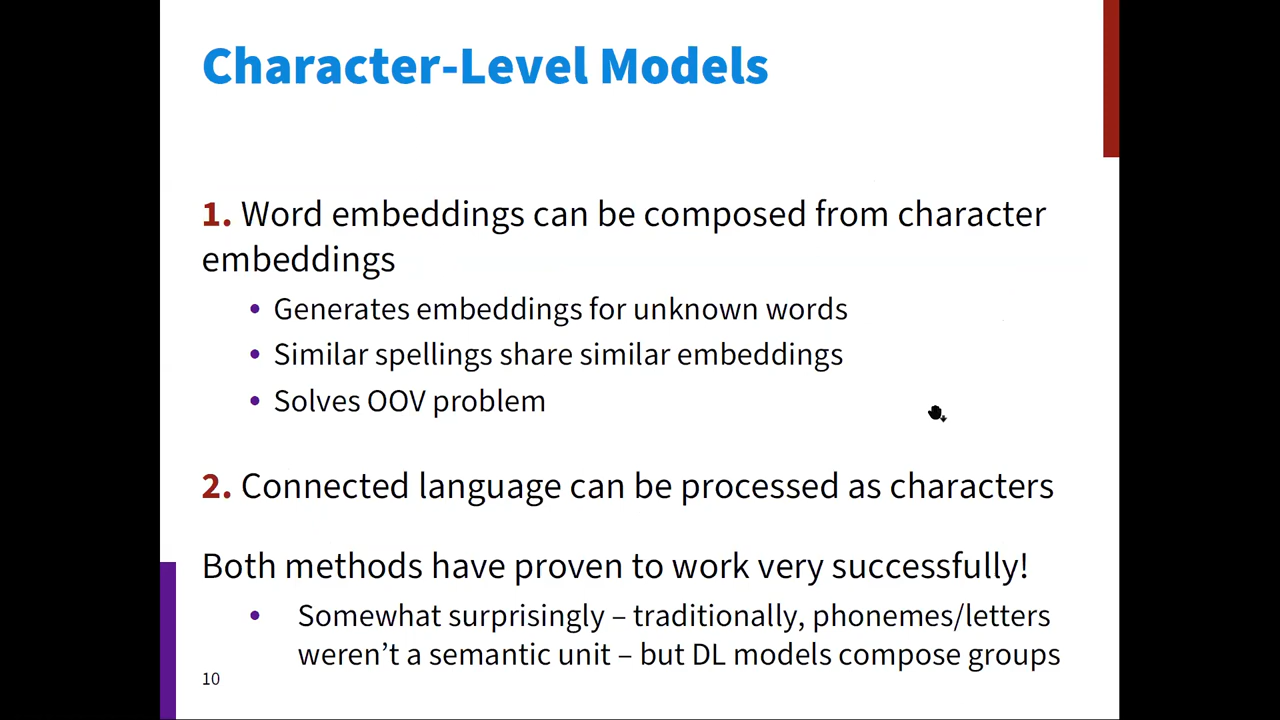 Character-Level Models
1. Word embeddings can be composed from character
embeddings
• Generates embeddings for unknown words
• Similar spellings share similar embeddings
• Solves OOV problem
2. Connected language can be processed as characters
Both methods have proven to work very successfully!
• Somewhat surprisingly – traditionally, phonemes/letters
weren’t a semantic unit – but DL models compose groups
10